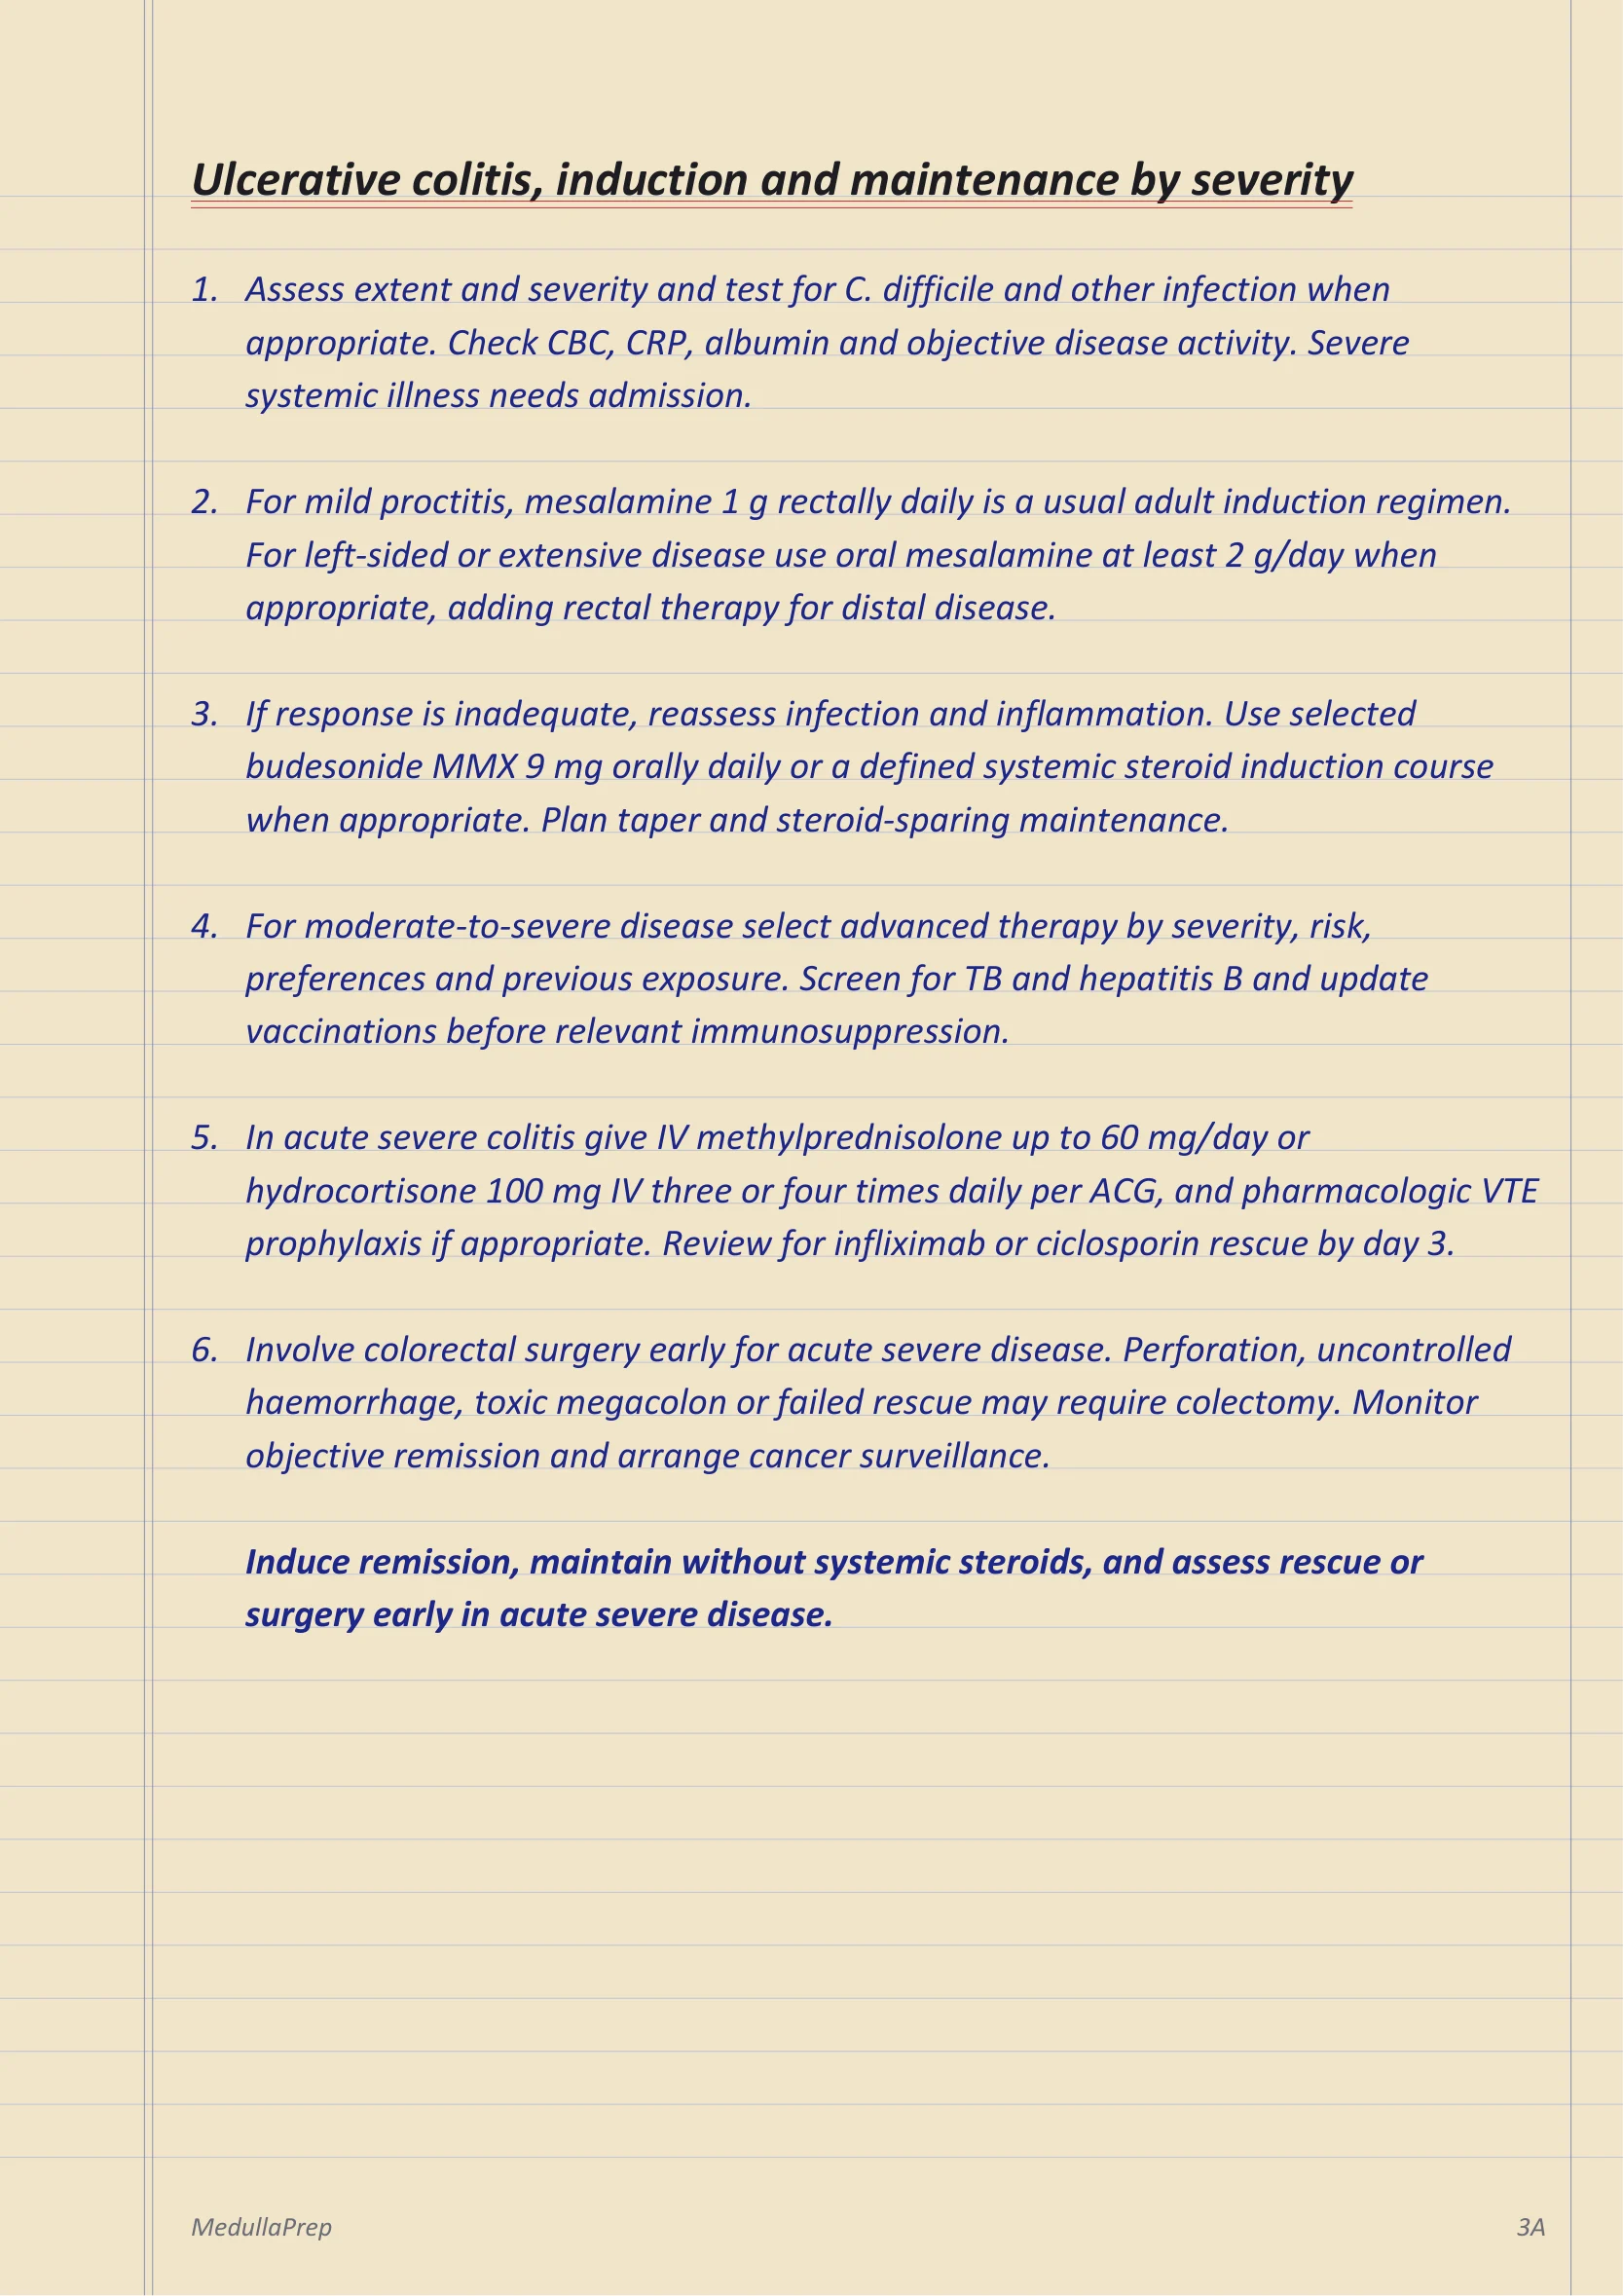 Ulcerative colitis, induction and maintenance by severity
1. Assess extent and severity and test for C. difficile and other infection when
appropriate. Check CBC, CRP, albumin and objective disease activity. Severe
systemic illness needs admission.
2. For mild proctitis, mesalamine 1 g rectally daily is a usual adult induction regimen.
For left-sided or extensive disease use oral mesalamine at least 2 g/day when
appropriate, adding rectal therapy for distal disease.
3. If response is inadequate, reassess infection and inflammation. Use selected
budesonide MMX 9 mg orally daily or a defined systemic steroid induction course
when appropriate. Plan taper and steroid-sparing maintenance.
4. For moderate-to-severe disease select advanced therapy by severity, risk,
preferences and previous exposure. Screen for TB and hepatitis B and update
vaccinations before relevant immunosuppression.
5. In acute severe colitis give IV methylprednisolone up to 60 mg/day or
hydrocortisone 100 mg IV three or four times daily per ACG, and pharmacologic VTE
prophylaxis if appropriate. Review for infliximab or ciclosporin rescue by day 3.
6. Involve colorectal surgery early for acute severe disease. Perforation, uncontrolled
haemorrhage, toxic megacolon or failed rescue may require colectomy. Monitor
objective remission and arrange cancer surveillance.
Induce remission, maintain without systemic steroids, and assess rescue or
surgery early in acute severe disease.
MedullaPrep
3A